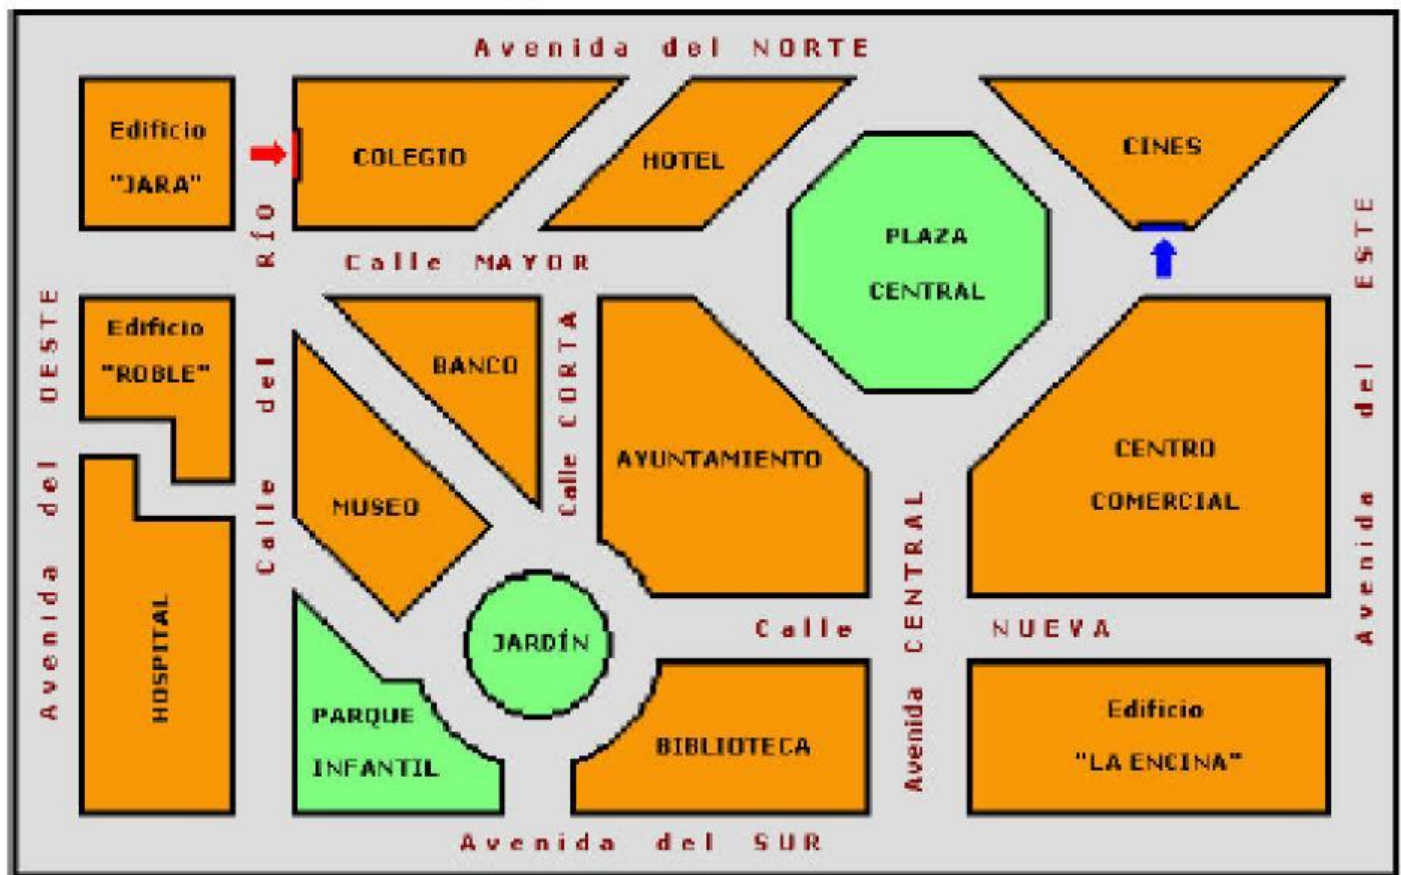 Avenida del NORTE
Edificio
"JARA"
COLEGIO
HOTEL
CINES
PLAZA
CENTRAL
Calle MAYOR
Calle del RÍO
Avenida del OESTE
Edificio
"ROBLE"
BANCO
Calle CORTA
Avenida del ESTE
MUSEO
AYUNTAMIENTO
CENTRO
COMERCIAL
HOSPITAL
JARDÍN
Calle NUEVA
Avenida CENTRAL
PARQUE
INFANTIL
BIBLIOTECA
Edificio
"LA ENCINA"
Avenida del SUR